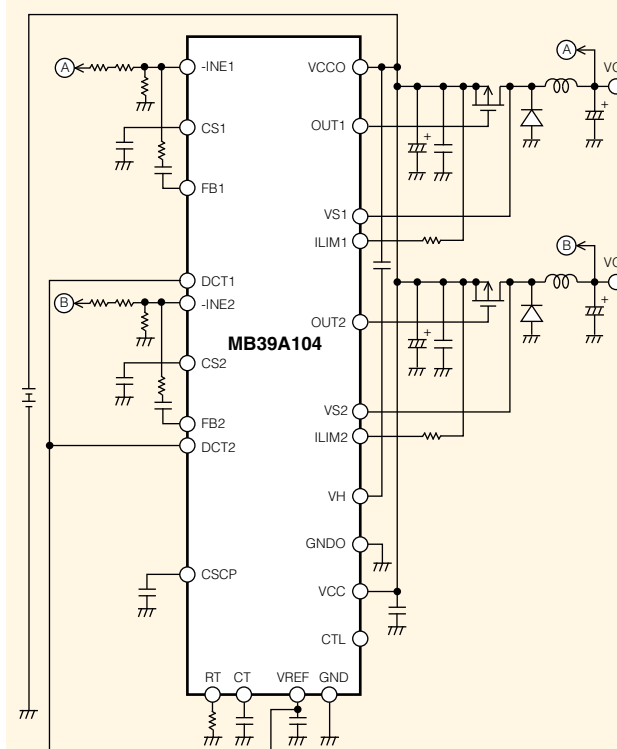 A
-INE1
VCCO
A
VO
CS1
OUT1
+
+
FB1
VS1
ILIM1
B
VO
DCT1
B
-INE2
OUT2
+
+
MB39A104
CS2
VS2
FB2
ILIM2
DCT2
VH
GNDO
CSCP
VCC
CTL
RT CT VREF GND